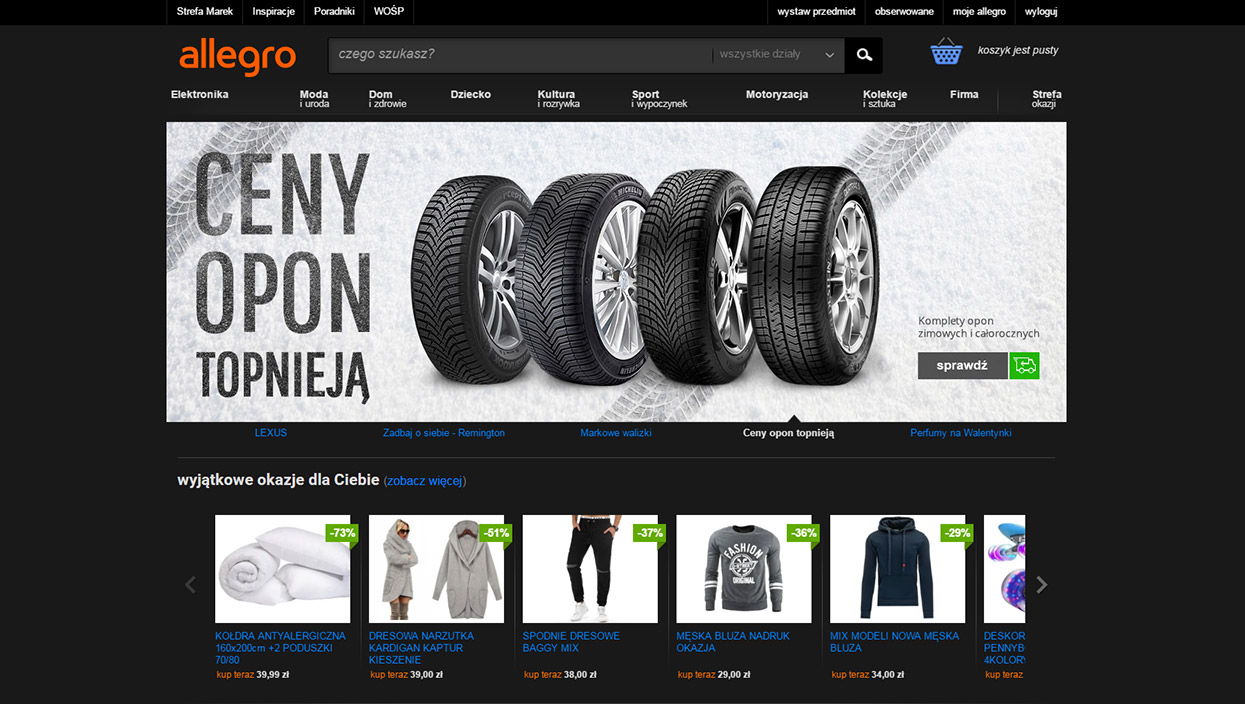 Strefa Marek Inspiracje Poradniki WOŚP wystaw przedmiot obserwowane moje allegro wyloguj
allegro
czego szukasz? wszystkie działy
koszyk jest pusty
Elektronika
Moda
i uroda
Dom
i zdrowie
Dziecko
Kultura
i rozrywka
Sport
i wypoczynek
Motoryzacja
Kolekcje
i sztuka
Firma
Strefa
okazji
CENY
OPON
TOPNIEJĄ
MICHELIN
Komplety opon
zimowych i całorocznych
sprawdź
LEXUS Zadbaj o siebie - Remington Markowe walizki Ceny opon topnieją Perfumy na Walentynki
wyjątkowe okazje dla Ciebie (zobacz więcej)
-73%
KOŁDRA ANTYALERGICZNA
160x200cm +2 PODUSZKI
70/80
kup teraz 39,99 zł
-51%
DRESOWA NARZUTKA
KARDIGAN KAPTUR
KIESZENIE
kup teraz 39,00 zł
-37%
SPODNIE DRESOWE
BAGGY MIX
kup teraz 38,00 zł
-36%
FASHION
ORIGINAL
MĘSKA BLUZA NADRUK
OKAZJA
kup teraz 29,00 zł
-29%
MIX MODELI NOWA MĘSKA
BLUZA
kup teraz 34,00 zł
DESKOR
PENNYB
4KOLORY
kup teraz